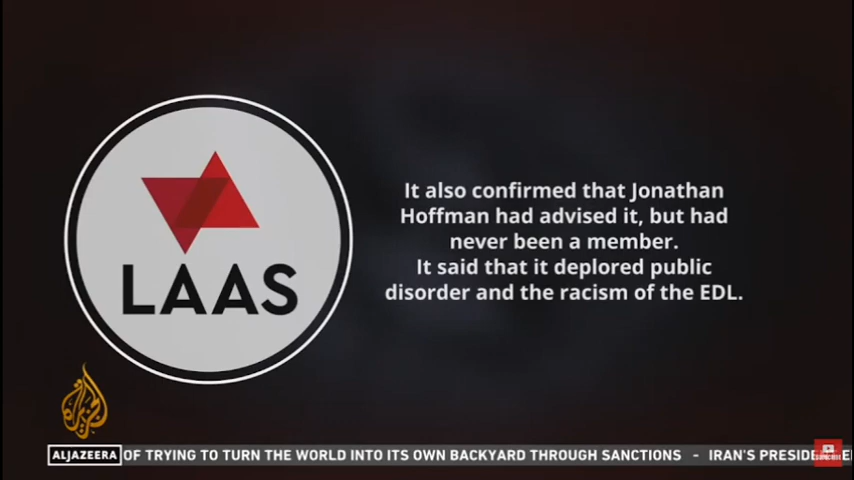 It also confirmed that Jonathan
Hoffman had advised it, but had
never been a member.
It said that it deplored public
disorder and the racism of the EDL.
LAAS
ALJAZEERA OF TRYING TO TURN THE WORLD INTO ITS OWN BACKYARD THROUGH SANCTIONS - IRAN'S